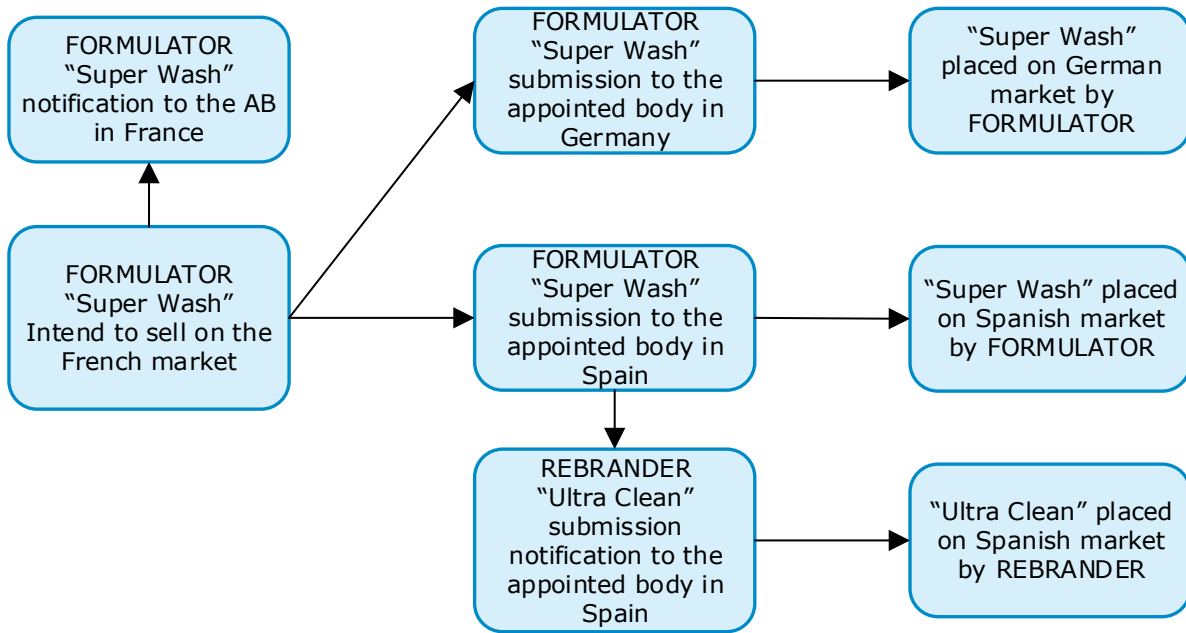 FORMULATOR
“Super Wash”
notification to the AB
in France
FORMULATOR
“Super Wash”
submission to the
appointed body in
Germany
“Super Wash”
placed on German
market by
FORMULATOR
FORMULATOR
“Super Wash”
Intend to sell on the
French market
FORMULATOR
“Super Wash”
submission to the
appointed body in
Spain
“Super Wash” placed
on Spanish market
by FORMULATOR
REBRANDER
“Ultra Clean”
submission
notification to the
appointed body in
Spain
“Ultra Clean” placed
on Spanish market
by REBRANDER